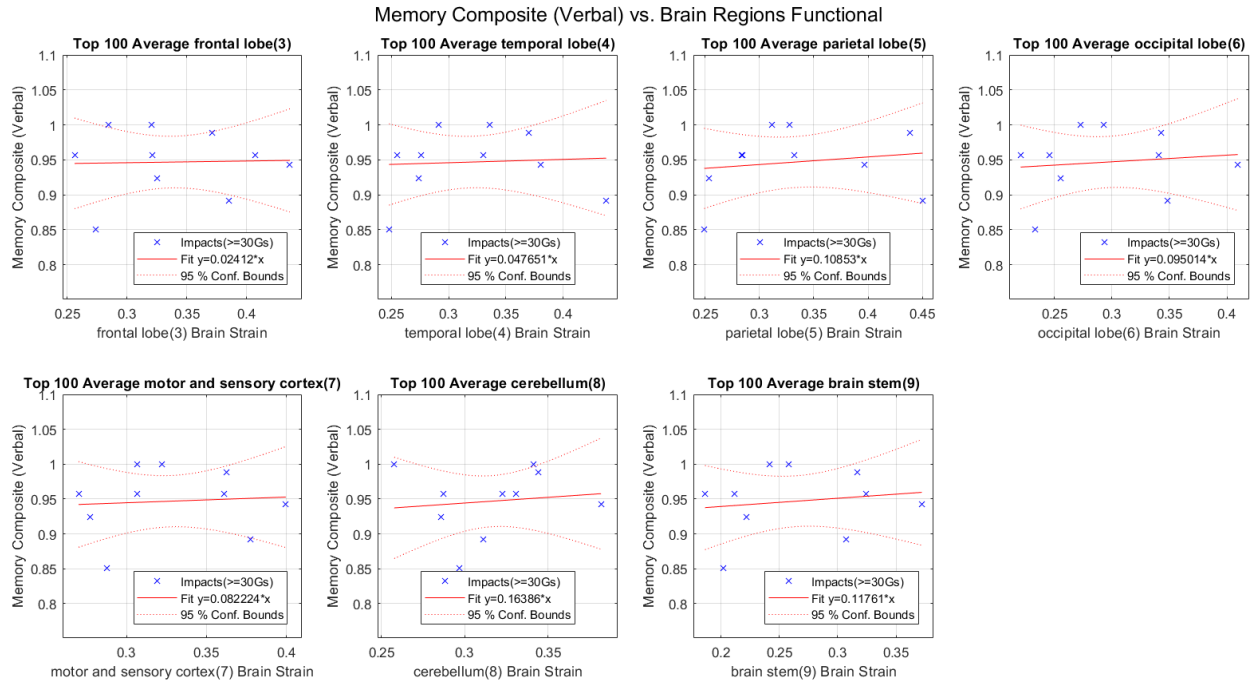 Memory Composite (Verbal) vs. Brain Regions Functional
Top 100 Average frontal lobe(3)
Memory Composite (Verbal)
1.1
1.05
1
0.95
0.9
0.85
0.8
Impacts(>=30Gs)
Fit y=0.02412*x
95 % Conf. Bounds
0.25 0.3 0.35 0.4
frontal lobe(3) Brain Strain
Top 100 Average temporal lobe(4)
Memory Composite (Verbal)
1.1
1.05
1
0.95
0.9
0.85
0.8
Impacts(>=30Gs)
Fit y=0.047651*x
95 % Conf. Bounds
0.25 0.3 0.35 0.4
temporal lobe(4) Brain Strain
Top 100 Average parietal lobe(5)
Memory Composite (Verbal)
1.1
1.05
1
0.95
0.9
0.85
0.8
Impacts(>=30Gs)
Fit y=0.10853*x
95 % Conf. Bounds
0.25 0.3 0.35 0.4 0.45
parietal lobe(5) Brain Strain
Top 100 Average occipital lobe(6)
Memory Composite (Verbal)
1.1
1.05
1
0.95
0.9
0.85
0.8
Impacts(>=30Gs)
Fit y=0.095014*x
95 % Conf. Bounds
0.25 0.3 0.35 0.4
occipital lobe(6) Brain Strain
Top 100 Average motor and sensory cortex(7)
Memory Composite (Verbal)
1.1
1.05
1
0.95
0.9
0.85
0.8
Impacts(>=30Gs)
Fit y=0.082224*x
95 % Conf. Bounds
0.3 0.35 0.4
motor and sensory cortex(7) Brain Strain
Top 100 Average cerebellum(8)
Memory Composite (Verbal)
1.1
1.05
1
0.95
0.9
0.85
0.8
Impacts(>=30Gs)
Fit y=0.16386*x
95 % Conf. Bounds
0.25 0.3 0.35
cerebellum(8) Brain Strain
Top 100 Average brain stem(9)
Memory Composite (Verbal)
1.1
1.05
1
0.95
0.9
0.85
0.8
Impacts(>=30Gs)
Fit y=0.11761*x
95 % Conf. Bounds
0.2 0.25 0.3 0.35
brain stem(9) Brain Strain